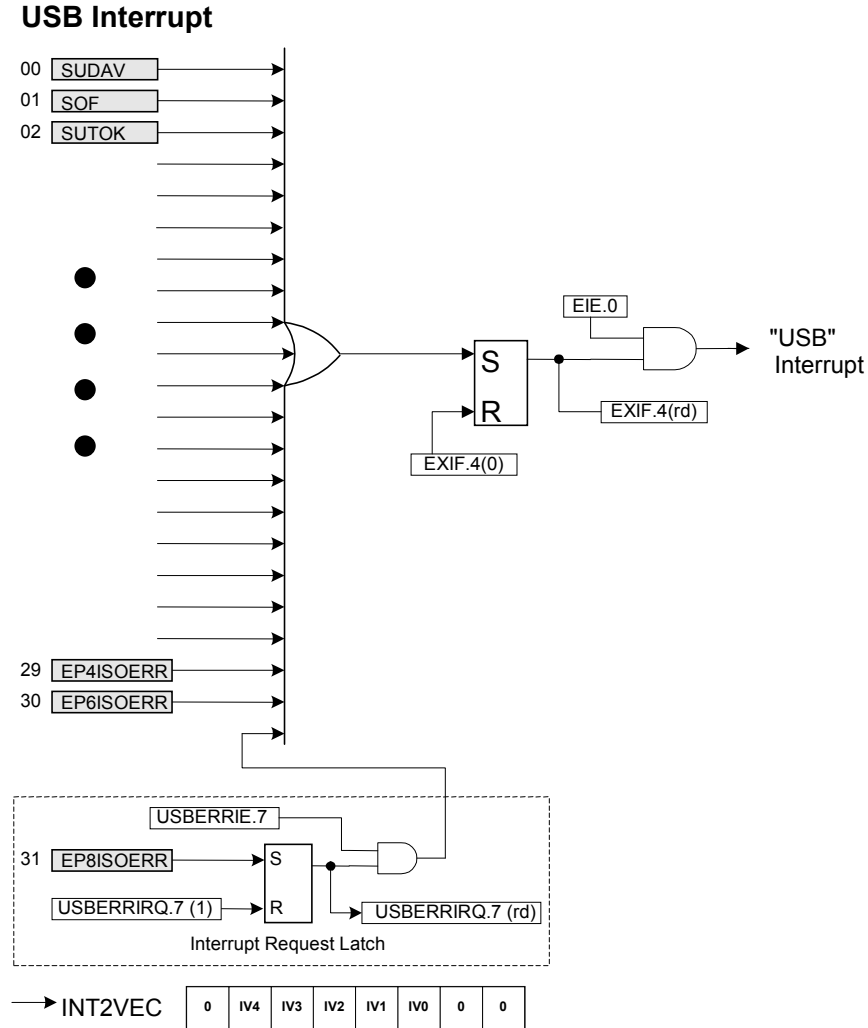 USB Interrupt
00 SUDAV
01 SOF
02 SUTOK
EIE.0
"USB"
Interrupt
S
R
EXIF.4(rd)
EXIF.4(0)
29 EP4ISOERR
30 EP6ISOERR
USBERRIE.7
31 EP8ISOERR
S
USBERRIRQ.7 (1)
R
USBERRIRQ.7 (rd)
Interrupt Request Latch
INT2VEC 0 IV4 IV3 IV2 IV1 IV0 0 0